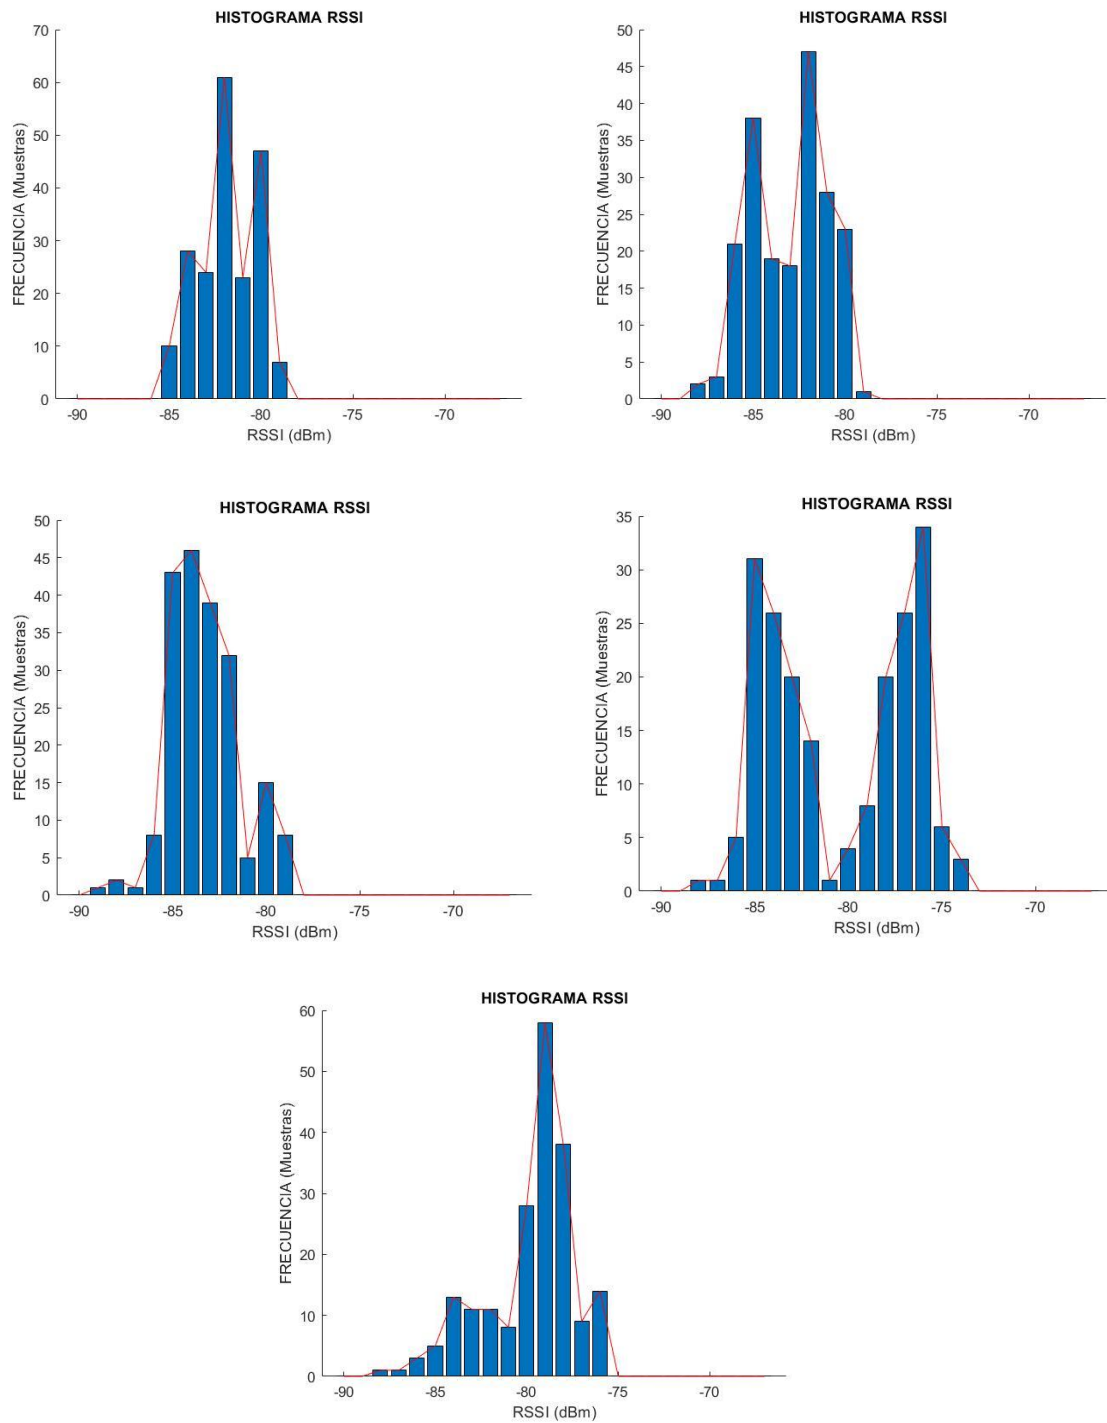 HISTOGRAMA RSSI
70
60
50
40
30
20
10
0
FRECUENCIA (Muestras)
-90 -85 -80 -75 -70
RSSI (dBm)
HISTOGRAMA RSSI
50
45
40
35
30
25
20
15
10
5
0
FRECUENCIA (Muestras)
-90 -85 -80 -75 -70
RSSI (dBm)
HISTOGRAMA RSSI
50
45
40
35
30
25
20
15
10
5
0
FRECUENCIA (Muestras)
-90 -85 -80 -75 -70
RSSI (dBm)
HISTOGRAMA RSSI
35
30
25
20
15
10
5
0
FRECUENCIA (Muestras)
-90 -85 -80 -75 -70
RSSI (dBm)
HISTOGRAMA RSSI
60
50
40
30
20
10
0
FRECUENCIA (Muestras)
-90 -85 -80 -75 -70
RSSI (dBm)